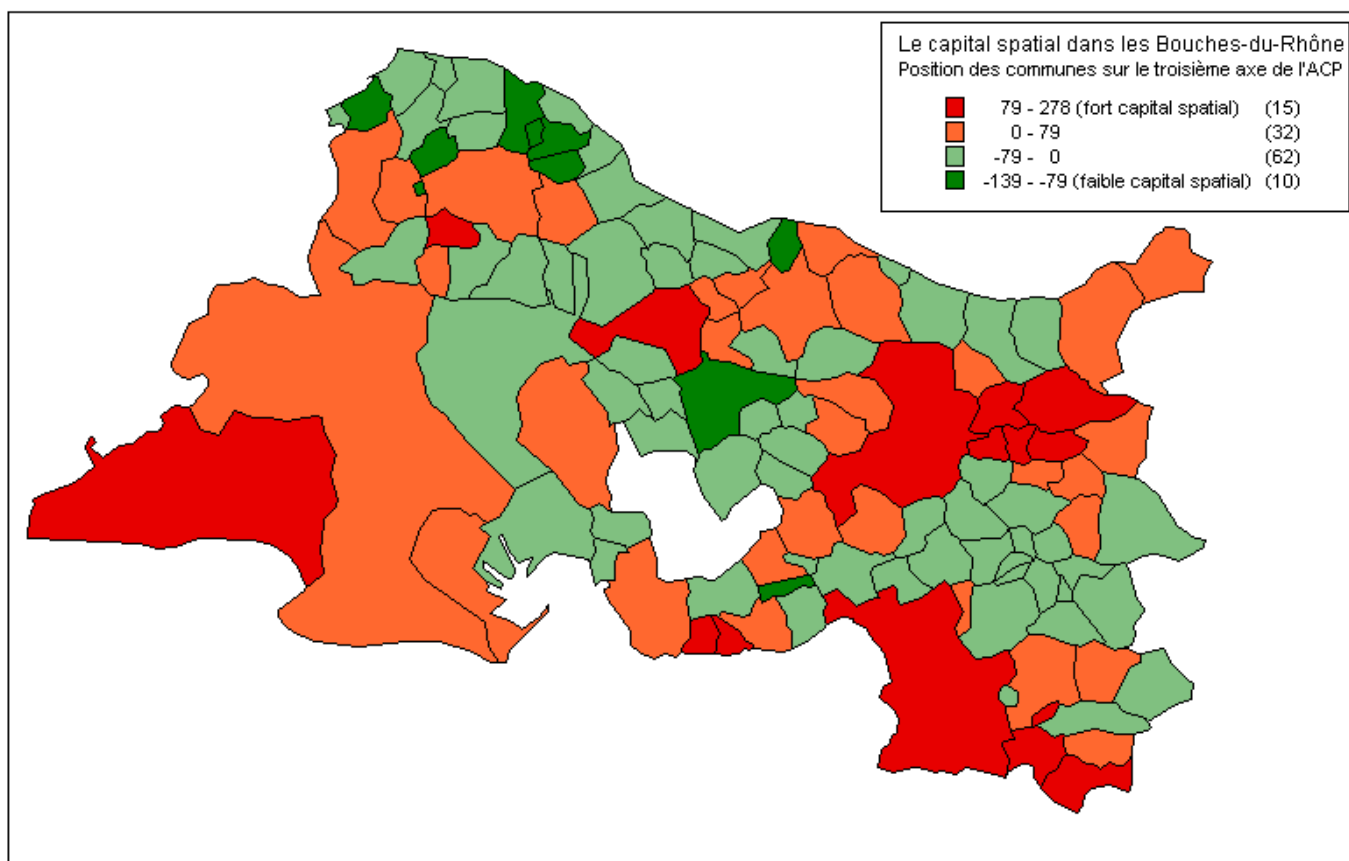 Le capital spatial dans les Bouches-du-Rhône
Position des communes sur le troisième axe de l'ACP
79 - 278 (fort capital spatial) (15)
0 - 79 (32)
-79 - 0 (62)
-139 - -79 (faible capital spatial) (10)